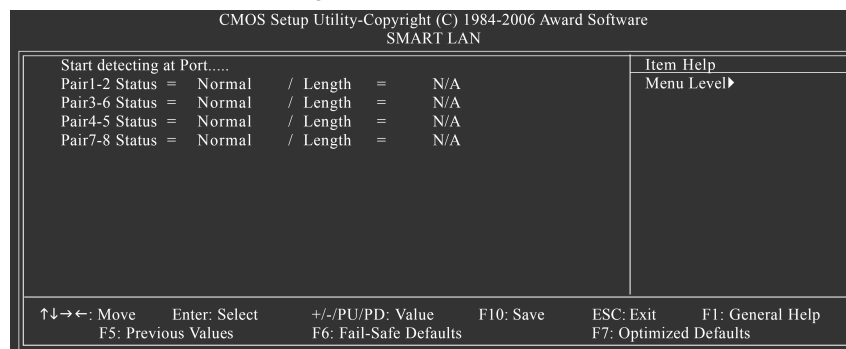 CMOS Setup Utility-Copyright (C) 1984-2006 Award Software
SMART LAN
Start detecting at Port.....
Pair1-2 Status = Normal / Length = N/A
Pair3-6 Status = Normal / Length = N/A
Pair4-5 Status = Normal / Length = N/A
Pair7-8 Status = Normal / Length = N/A
Item Help
Menu Level▶
↑↓→←: Move Enter: Select +/-/PU/PD: Value F10: Save ESC: Exit F1: General Help
F5: Previous Values F6: Fail-Safe Defaults F7: Optimized Defaults